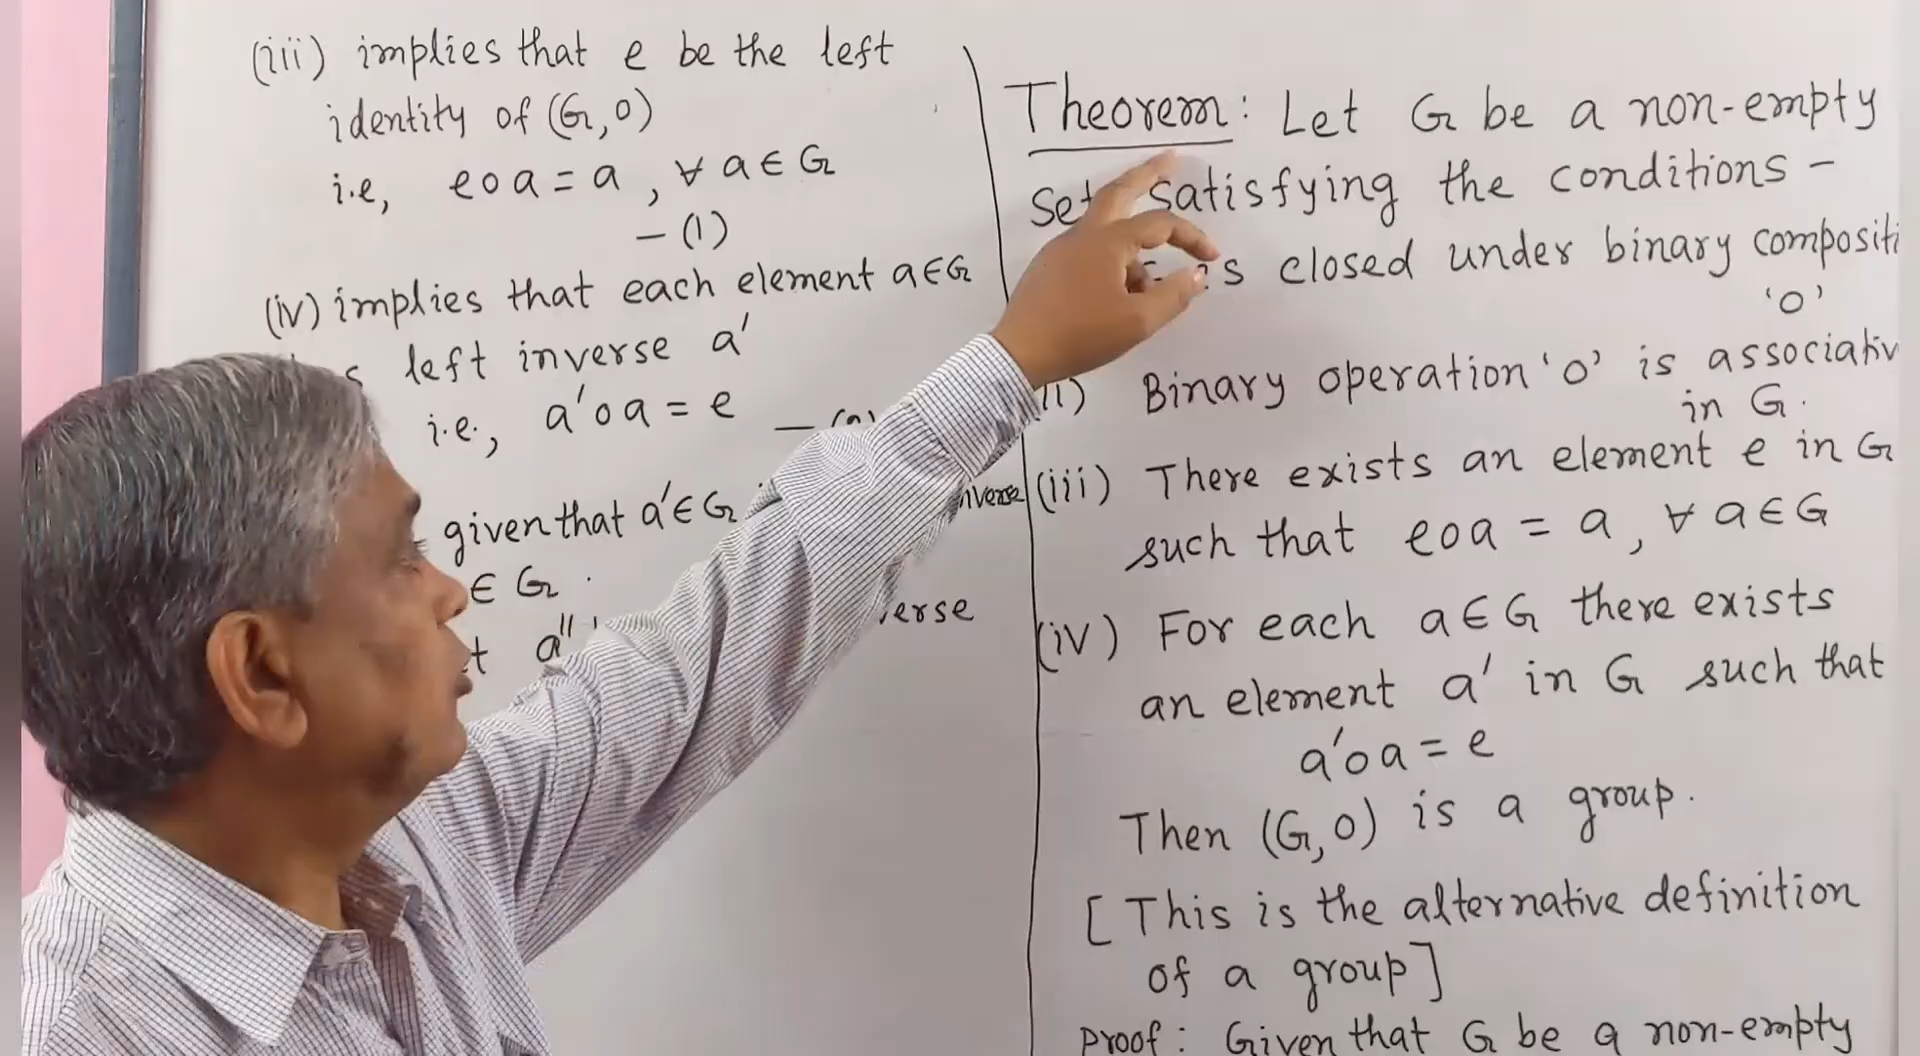 (iii) implies that e be the left
identity of (G,o)
i.e, eoa = a , ∀ a ∈ G
— (1)
(iv) implies that each element a∈G
left inverse a'
i.e., a'oa = e —
given that a'∈G
∈ G.
a''
Theorem: Let G be a non-empty
set satisfying the conditions –
is closed under binary compositi
'o'
(ii) Binary operation 'o' is associativ
in G.
(iii) There exists an element e in G
such that eoa = a, ∀ a∈G
(iv) For each a∈G there exists
an element a' in G such that
a'oa = e
Then (G,o) is a group.
[This is the alternative definition
of a group]
Proof: Given that G be a non-empty